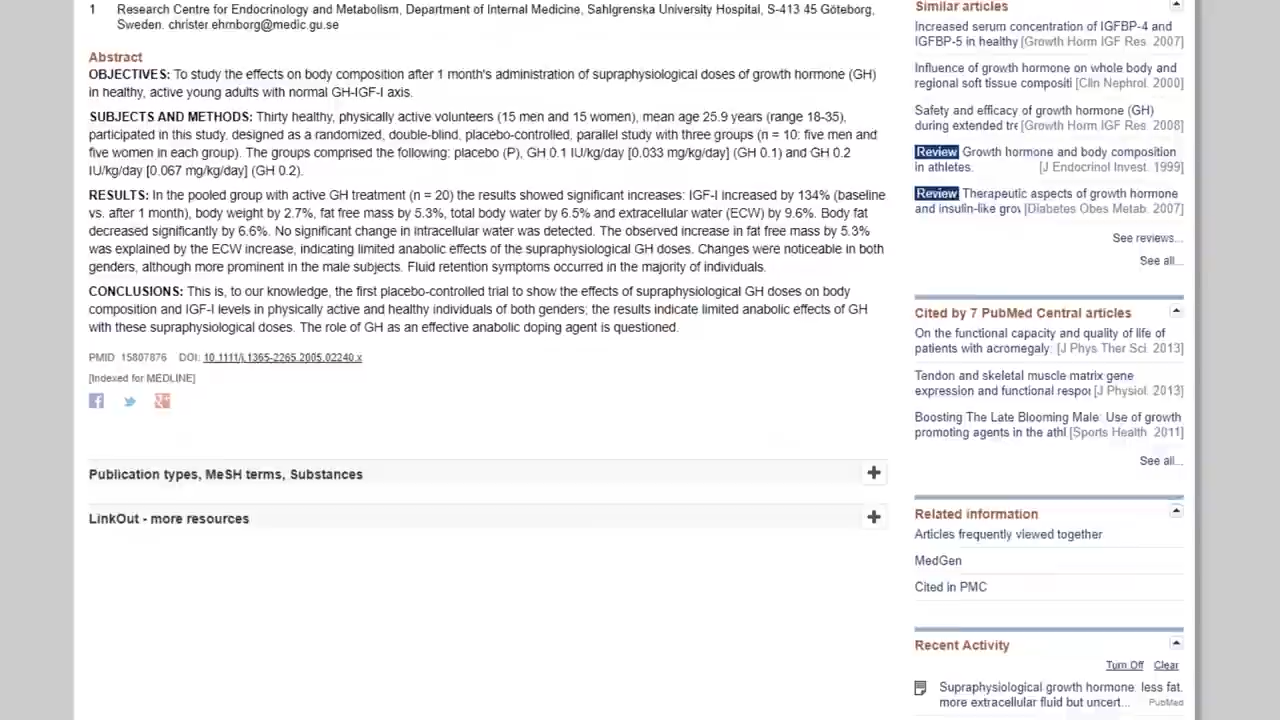 1 Research Centre for Endocrinology and Metabolism, Department of Internal Medicine, Sahlgrenska University Hospital, S-413 45 Göteborg,
Sweden. christer.ehrnborg@medic.gu.se
Abstract
OBJECTIVES: To study the effects on body composition after 1 month's administration of supraphysiological doses of growth hormone (GH)
in healthy, active young adults with normal GH-IGF-I axis.
SUBJECTS AND METHODS: Thirty healthy, physically active volunteers (15 men and 15 women), mean age 25.9 years (range 18-35),
participated in this study, designed as a randomized, double-blind, placebo-controlled, parallel study with three groups (n = 10: five men and
five women in each group). The groups comprised the following: placebo (P), GH 0.1 IU/kg/day [0.033 mg/kg/day] (GH 0.1) and GH 0.2
IU/kg/day [0.067 mg/kg/day] (GH 0.2).
RESULTS: In the pooled group with active GH treatment (n = 20) the results showed significant increases: IGF-I increased by 134% (baseline
vs. after 1 month), body weight by 2.7%, fat free mass by 5.3%, total body water by 6.5% and extracellular water (ECW) by 9.6%. Body fat
decreased significantly by 6.6%. No significant change in intracellular water was detected. The observed increase in fat free mass by 5.3%
was explained by the ECW increase, indicating limited anabolic effects of the supraphysiological GH doses. Changes were noticeable in both
genders, although more prominent in the male subjects. Fluid retention symptoms occurred in the majority of individuals.
CONCLUSIONS: This is, to our knowledge, the first placebo-controlled trial to show the effects of supraphysiological GH doses on body
composition and IGF-I levels in physically active and healthy individuals of both genders; the results indicate limited anabolic effects of GH
with these supraphysiological doses. The role of GH as an effective anabolic doping agent is questioned.
PMID 15807876 DOI: 10.1111/j.1365-2265.2005.02240.x
[Indexed for MEDLINE]
Publication types, MeSH terms, Substances
LinkOut - more resources
Similar articles
Increased serum concentration of IGFBP-4 and
IGFBP-5 in healthy [Growth Horm IGF Res. 2007]
Influence of growth hormone on whole body and
regional soft tissue compositi [Clin Nephrol. 2000]
Safety and efficacy of growth hormone (GH)
during extended tre [Growth Horm IGF Res. 2008]
Review Growth hormone and body composition
in athletes. [J Endocrinol Invest. 1999]
Review Therapeutic aspects of growth hormone
and insulin-like grow [Diabetes Obes Metab. 2007]
See reviews...
See all...
Cited by 7 PubMed Central articles
On the functional capacity and quality of life of
patients with acromegaly: [J Phys Ther Sci. 2013]
Tendon and skeletal muscle matrix gene
expression and functional respor [J Physiol. 2013]
Boosting The Late Blooming Male: Use of growth
promoting agents in the athl [Sports Health. 2011]
See all...
Related information
Articles frequently viewed together
MedGen
Cited in PMC
Recent Activity
Turn Off Clear
Supraphysiological growth hormone: less fat,
more extracellular fluid but uncert... PubMed